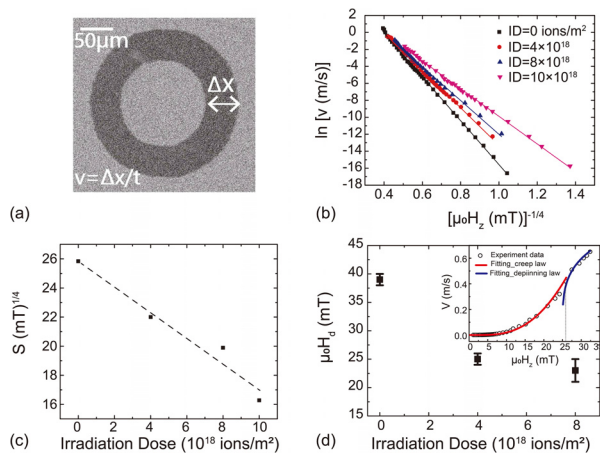 50μm
Δx
v=Δx/t
(a)
ln [v (m/s)]
2
0
-2
-4
-6
-8
-10
-12
-14
-16
-18
ID=0 ions/m²
ID=4×10¹⁸
ID=8×10¹⁸
ID=10×10¹⁸
0.4 0.6 0.8 1.0 1.2 1.4
[μ₀H_z (mT)]^-1/4
(b)
S (mT)^1/4
26
24
22
20
18
16
0 2 4 6 8 10
Irradiation Dose (10¹⁸ ions/m²)
(c)
μ₀H_d (mT)
45
40
35
30
25
20
15
Experiment data
Fitting_creep law
Fitting_depiinning law
V (m/s)
0.6
0.4
0.2
0.0
0 5 10 15 20 25 30 35
μ₀H_z (mT)
0 2 4 6 8
Irradiation Dose (10¹⁸ ions/m²)
(d)